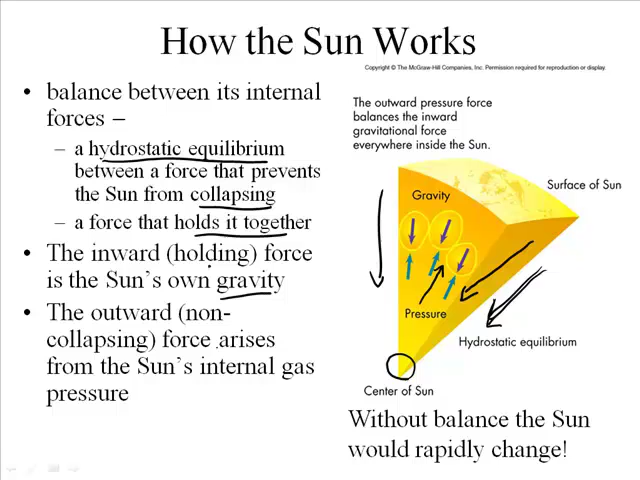 How the Sun Works
Copyright © The McGraw-Hill Companies, Inc. Permission required for reproduction or display.
• balance between its internal
forces –
– a hydrostatic equilibrium
between a force that prevents
the Sun from collapsing
– a force that holds it together
• The inward (holding) force
is the Sun's own gravity
• The outward (non-
collapsing) force arises
from the Sun's internal gas
pressure
The outward pressure force
balances the inward
gravitational force
everywhere inside the Sun.
Gravity
Surface of Sun
Pressure
Hydrostatic equilibrium
Center of Sun
Without balance the Sun
would rapidly change!